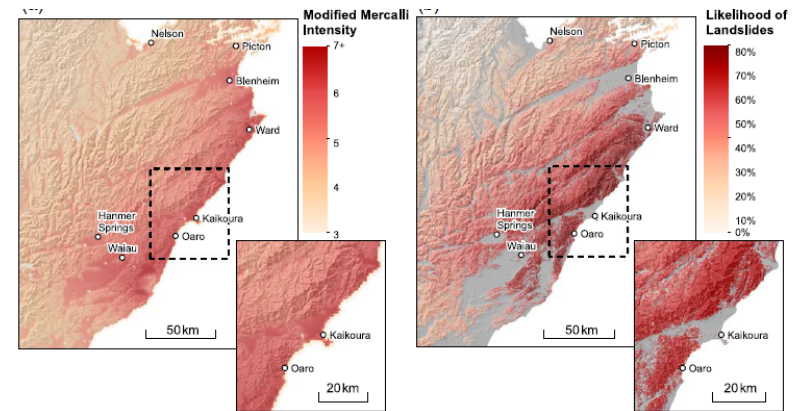 Modified Mercalli
Intensity
7+
6
5
4
3
Nelson
Picton
Blenheim
Ward
Hanmer
Springs
Waiau
Kaikoura
Oaro
50 km
Kaikoura
Oaro
20 km
(b)
Likelihood of
Landslides
80%
70%
60%
50%
40%
30%
20%
10%
0%
Nelson
Picton
Blenheim
Ward
Hanmer
Springs
Waiau
Kaikoura
Oaro
50 km
Kaikoura
Oaro
20 km